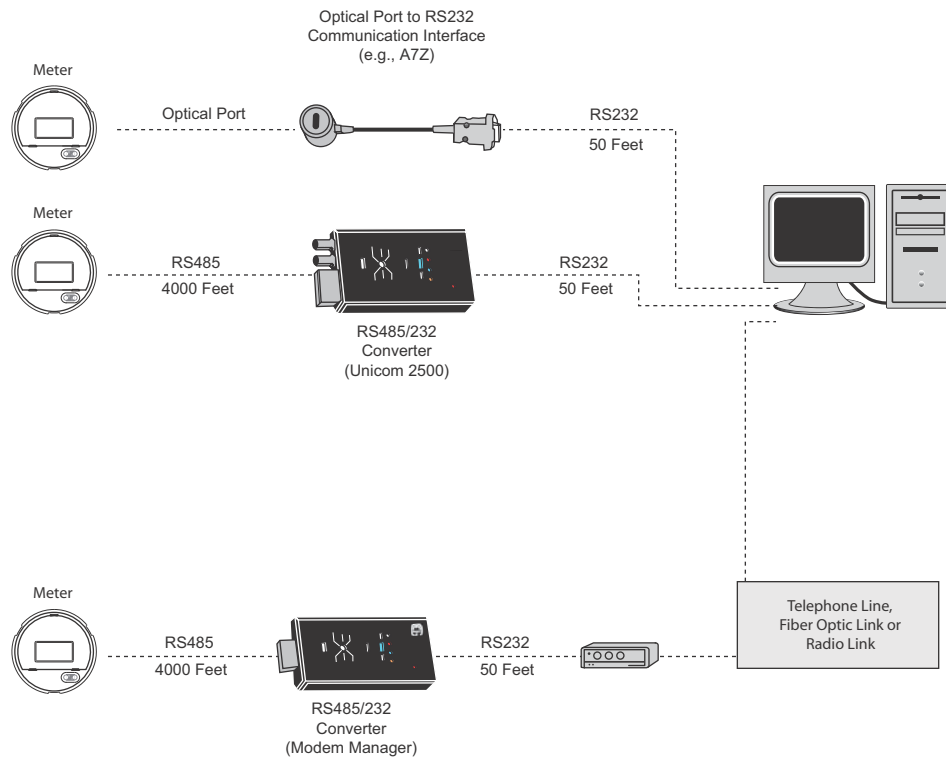 Optical Port to RS232
Communication Interface
(e.g., A7Z)
Meter
Optical Port
RS232
50 Feet
Meter
RS485
4000 Feet
RS232
50 Feet
RS485/232
Converter
(Unicom 2500)
Meter
RS485
4000 Feet
RS232
50 Feet
Telephone Line,
Fiber Optic Link or
Radio Link
RS485/232
Converter
(Modem Manager)